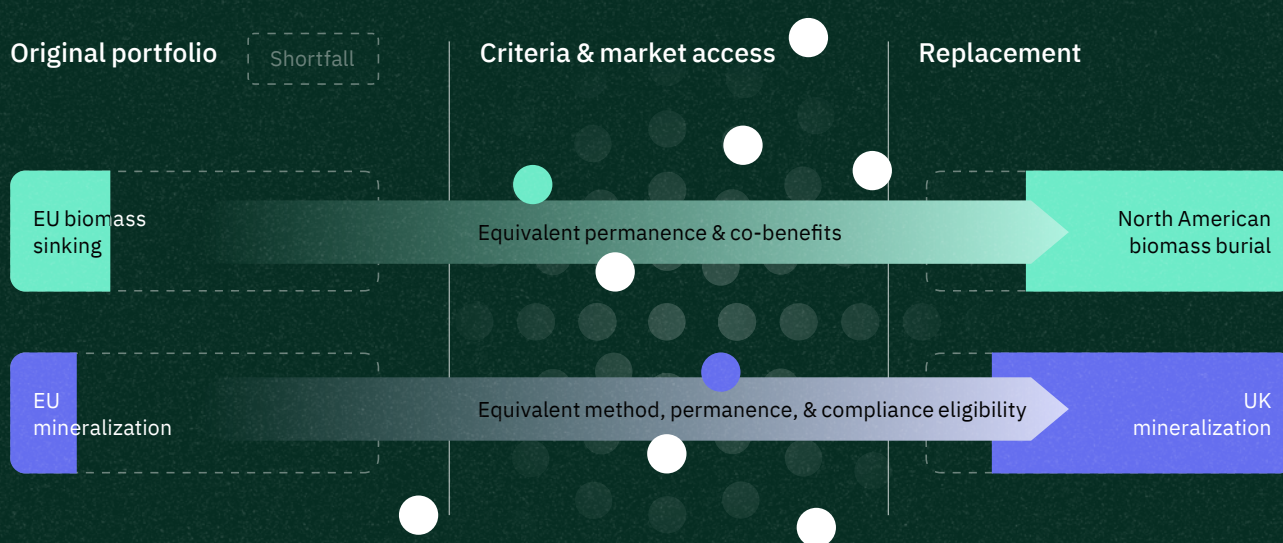 Original portfolio
Shortfall
Criteria & market access
Replacement
EU biomass
sinking
Equivalent permanence & co-benefits
North American
biomass burial
EU
mineralization
Equivalent method, permanence, & compliance eligibility
UK
mineralization